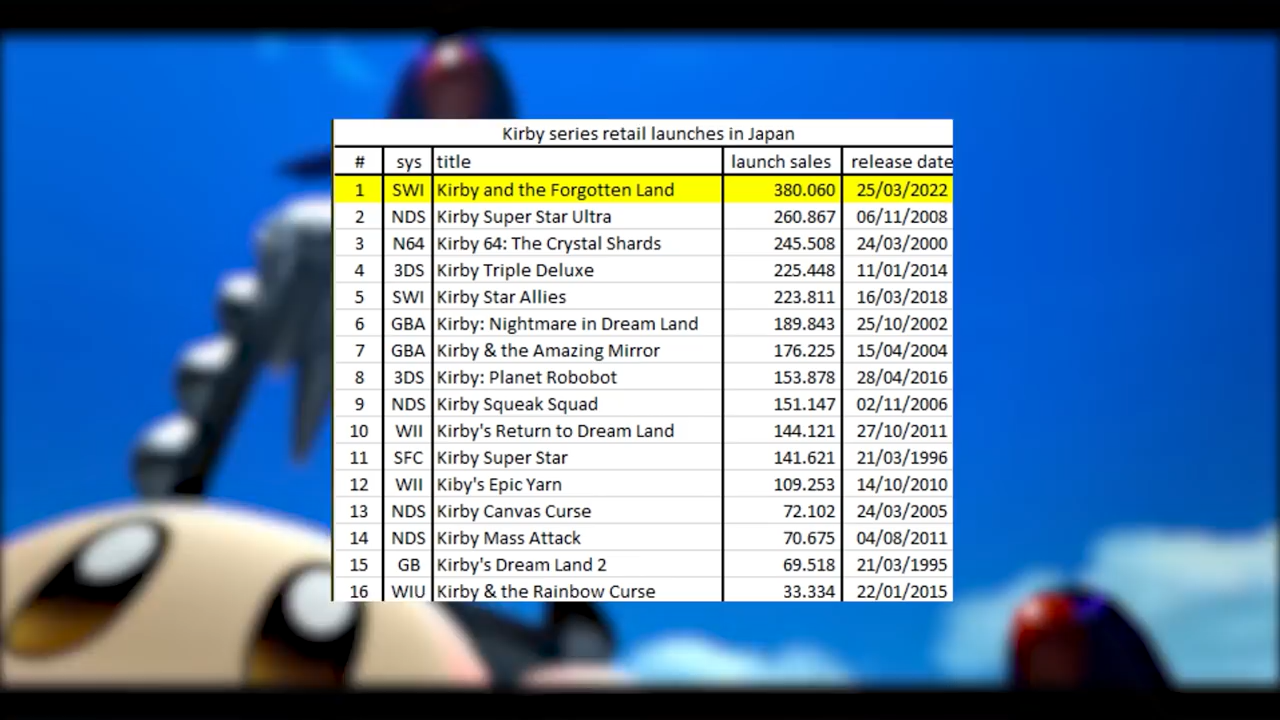 Kirby series retail launches in Japan
# sys title launch sales release date
1 SWI Kirby and the Forgotten Land 380.060 25/03/2022
2 NDS Kirby Super Star Ultra 260.867 06/11/2008
3 N64 Kirby 64: The Crystal Shards 245.508 24/03/2000
4 3DS Kirby Triple Deluxe 225.448 11/01/2014
5 SWI Kirby Star Allies 223.811 16/03/2018
6 GBA Kirby: Nightmare in Dream Land 189.843 25/10/2002
7 GBA Kirby & the Amazing Mirror 176.225 15/04/2004
8 3DS Kirby: Planet Robobot 153.878 28/04/2016
9 NDS Kirby Squeak Squad 151.147 02/11/2006
10 WII Kirby's Return to Dream Land 144.121 27/10/2011
11 SFC Kirby Super Star 141.621 21/03/1996
12 WII Kiby's Epic Yarn 109.253 14/10/2010
13 NDS Kirby Canvas Curse 72.102 24/03/2005
14 NDS Kirby Mass Attack 70.675 04/08/2011
15 GB Kirby's Dream Land 2 69.518 21/03/1995
16 WIU Kirby & the Rainbow Curse 33.334 22/01/2015